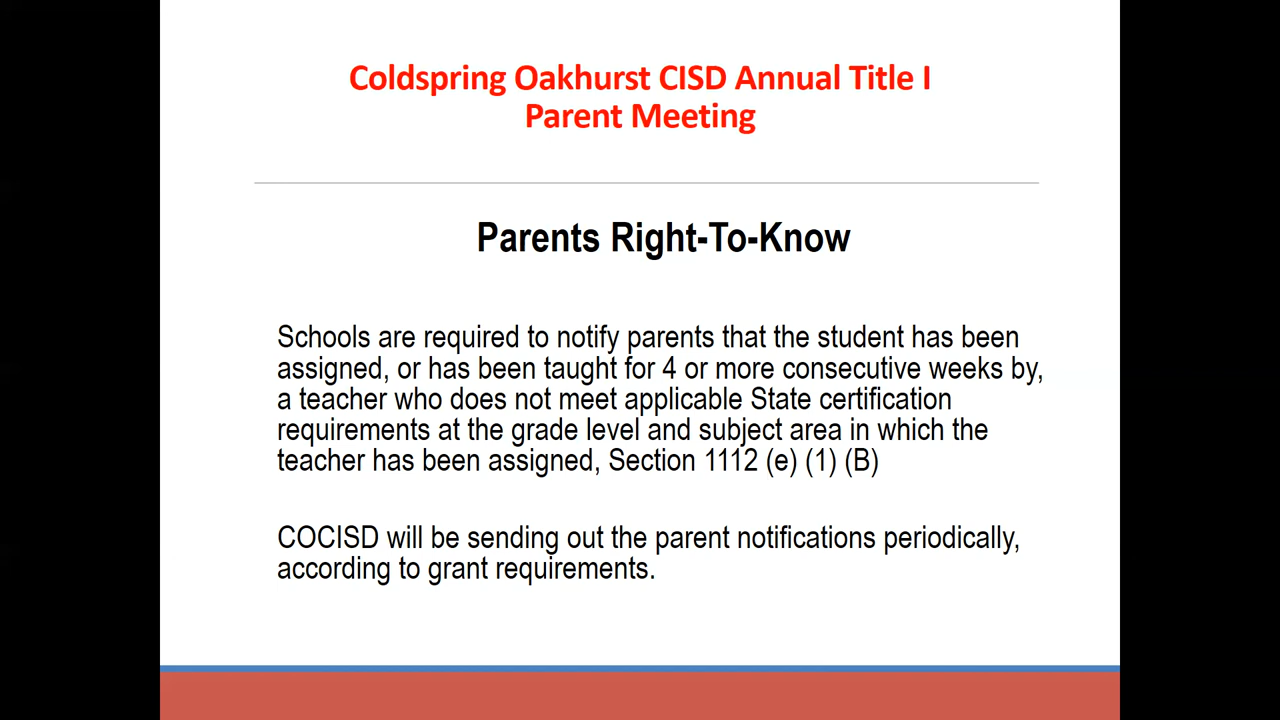 Coldspring Oakhurst CISD Annual Title I
Parent Meeting
Parents Right-To-Know
Schools are required to notify parents that the student has been
assigned, or has been taught for 4 or more consecutive weeks by,
a teacher who does not meet applicable State certification
requirements at the grade level and subject area in which the
teacher has been assigned, Section 1112 (e) (1) (B)
COCISD will be sending out the parent notifications periodically,
according to grant requirements.